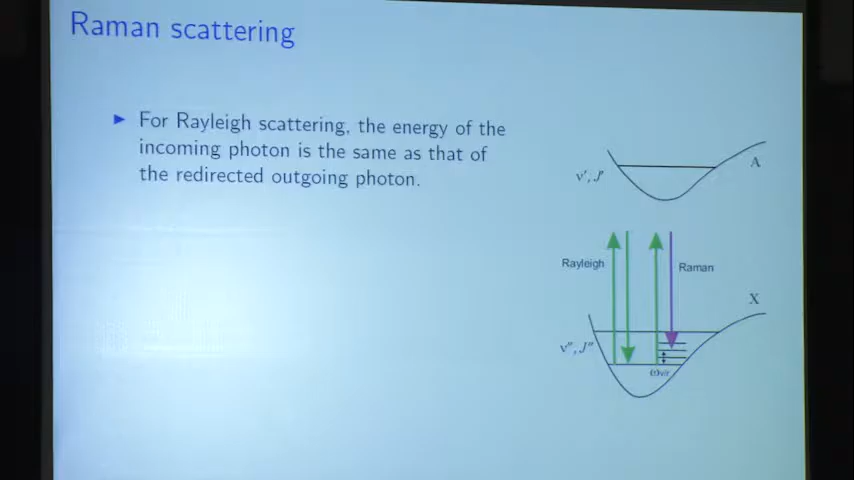 Raman scattering
For Rayleigh scattering, the energy of the
incoming photon is the same as that of
the redirected outgoing photon.
A
v', J'
Rayleigh
Raman
X
v", J"